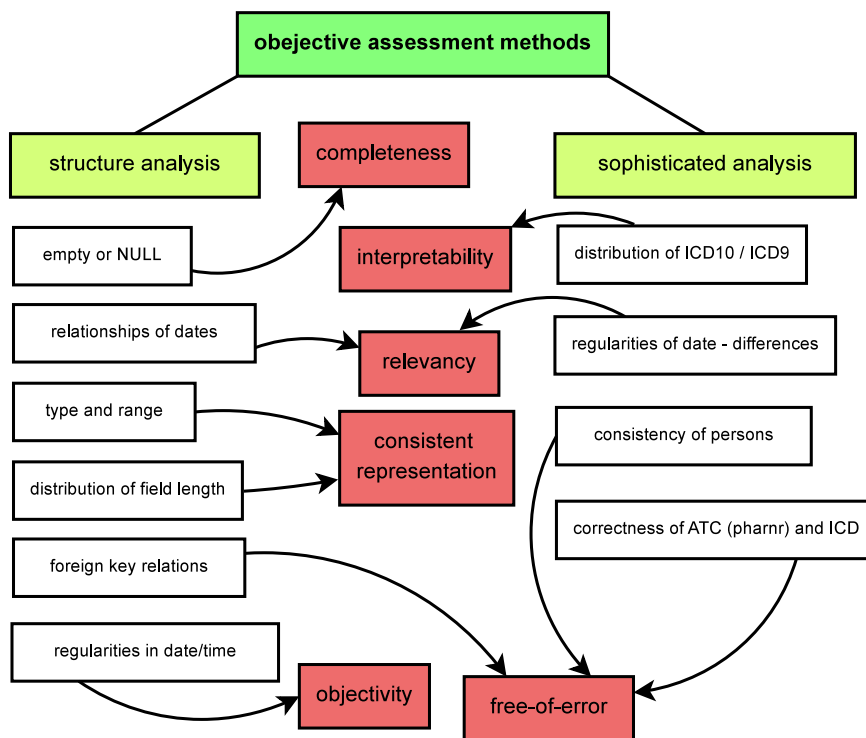 obejective assessment methods
structure analysis
completeness
sophisticated analysis
empty or NULL
interpretability
distribution of ICD10 / ICD9
relationships of dates
relevancy
regularities of date - differences
type and range
consistent
representation
consistency of persons
distribution of field length
correctness of ATC (pharnr) and ICD
foreign key relations
regularities in date/time
objectivity
free-of-error